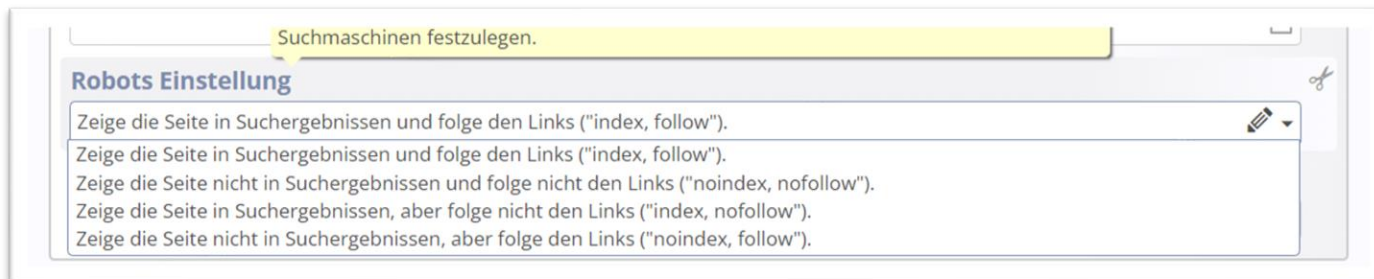 Suchmaschinen festzulegen.
Robots Einstellung
Zeige die Seite in Suchergebnissen und folge den Links ("index, follow").
Zeige die Seite in Suchergebnissen und folge den Links ("index, follow").
Zeige die Seite nicht in Suchergebnissen und folge nicht den Links ("noindex, nofollow").
Zeige die Seite in Suchergebnissen, aber folge nicht den Links ("index, nofollow").
Zeige die Seite nicht in Suchergebnissen, aber folge den Links ("noindex, follow").